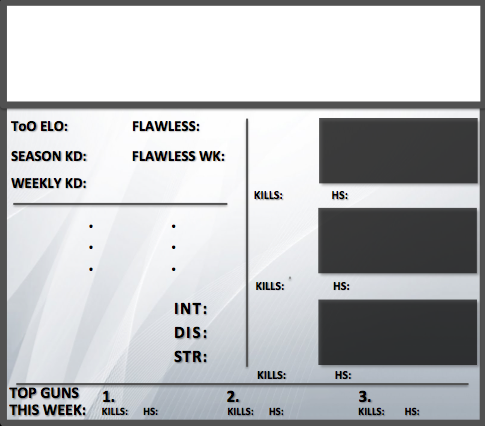 ToO ELO: FLAWLESS:
SEASON KD: FLAWLESS WK:
WEEKLY KD:
KILLS: HS:
• •
• •
• •
KILLS: HS:
INT:
DIS:
STR:
KILLS: HS:
TOP GUNS
THIS WEEK:
1. 2. 3.
KILLS: HS: KILLS: HS: KILLS: HS: